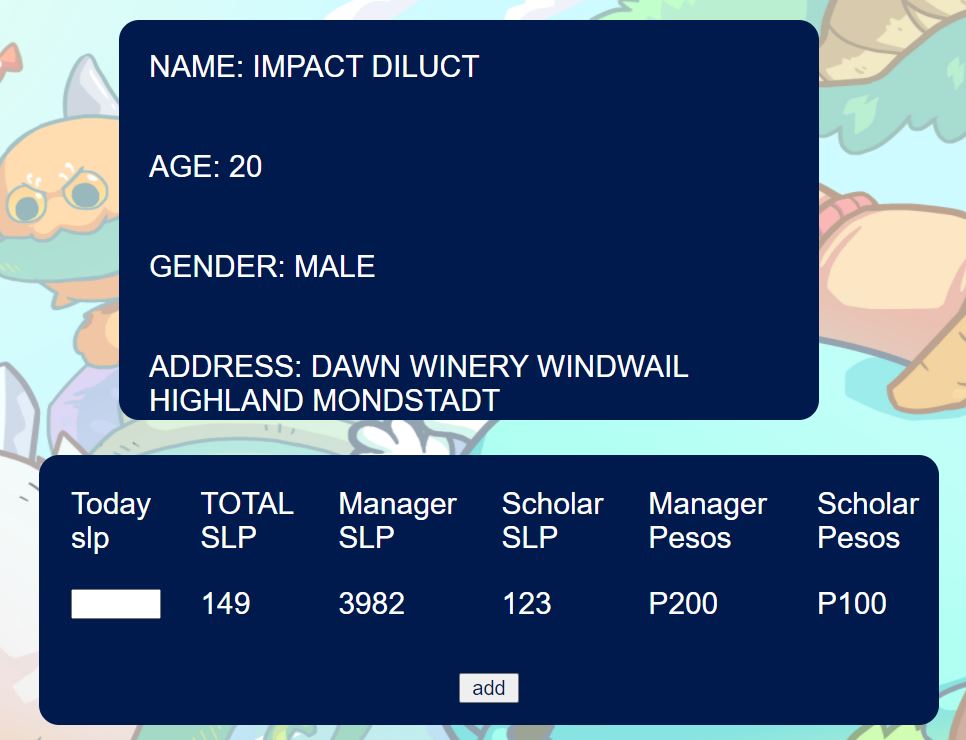 NAME: IMPACT DILUCT
AGE: 20
GENDER: MALE
ADDRESS: DAWN WINERY WINDWAIL
HIGHLAND MONDSTADT
Today slp TOTAL SLP Manager SLP Scholar SLP Manager Pesos Scholar Pesos
149 3982 123 P200 P100
add